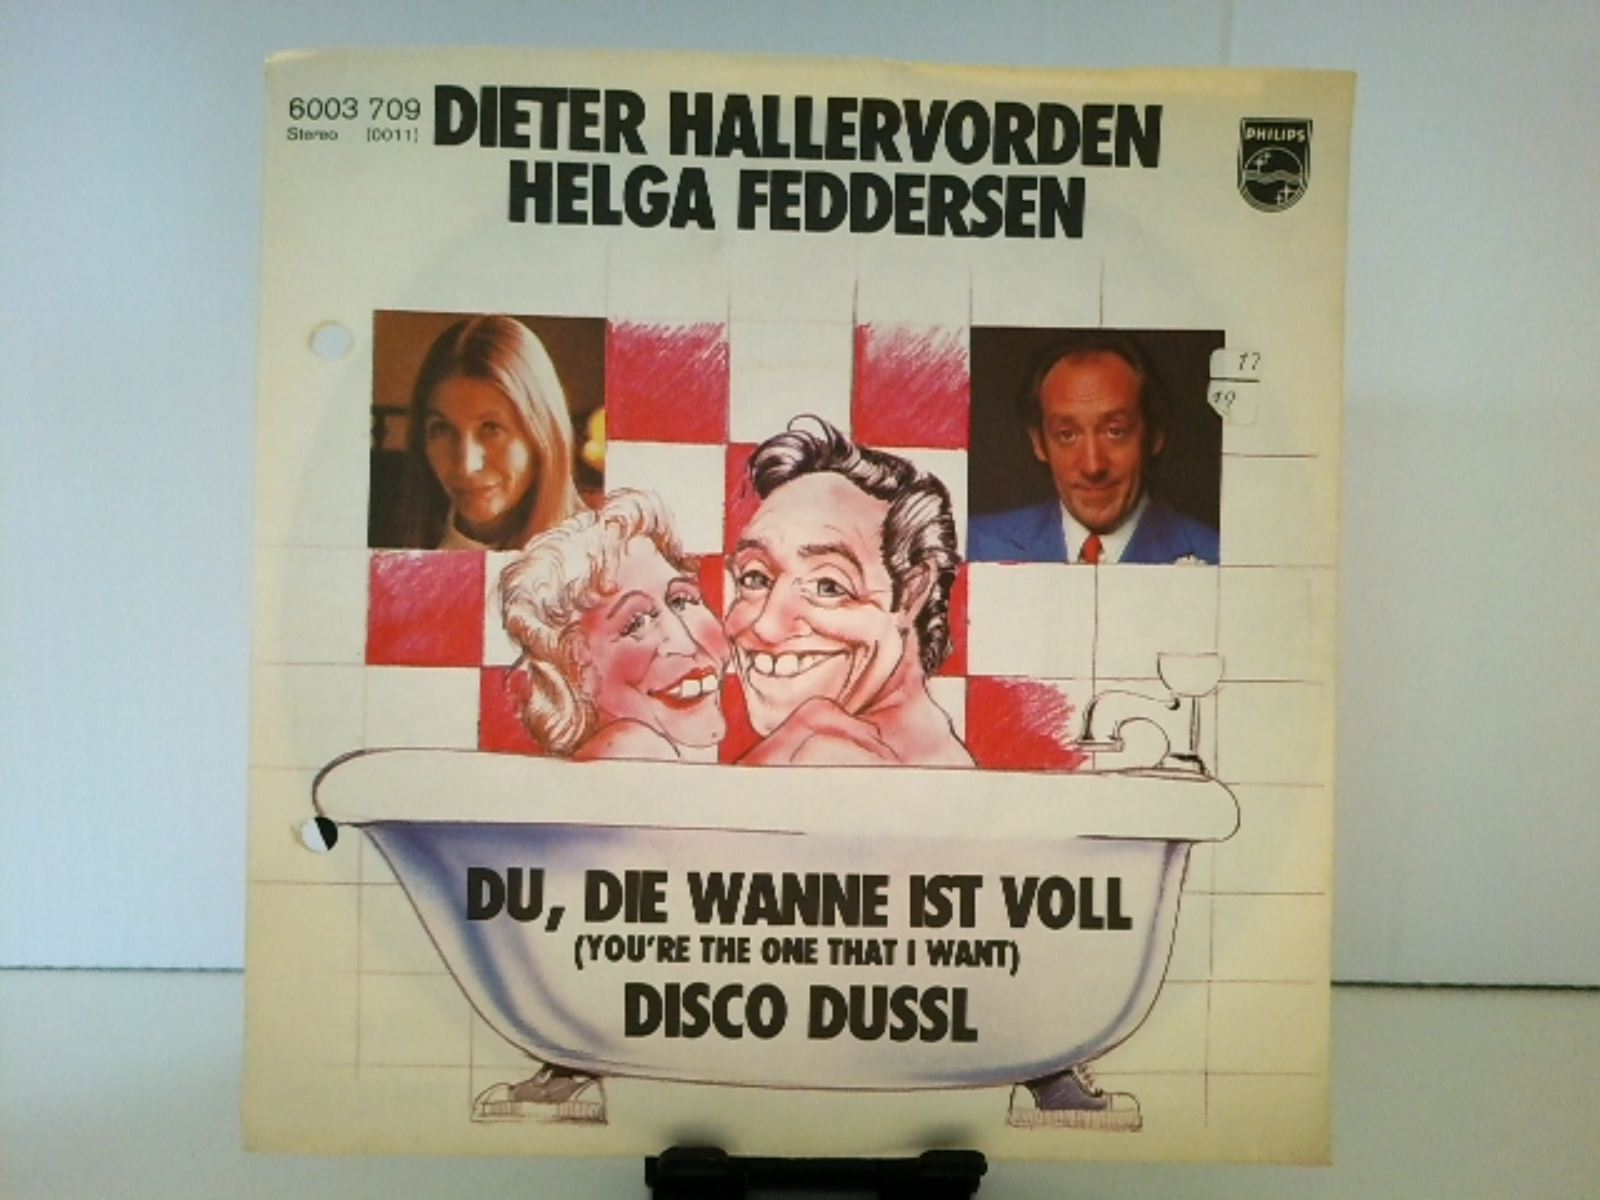 6003 709
Stereo (0011)
DIETER HALLERVORDEN
HELGA FEDDERSEN
PHILIPS
17
19
DU, DIE WANNE IST VOLL
(YOU'RE THE ONE THAT I WANT)
DISCO DUSSL